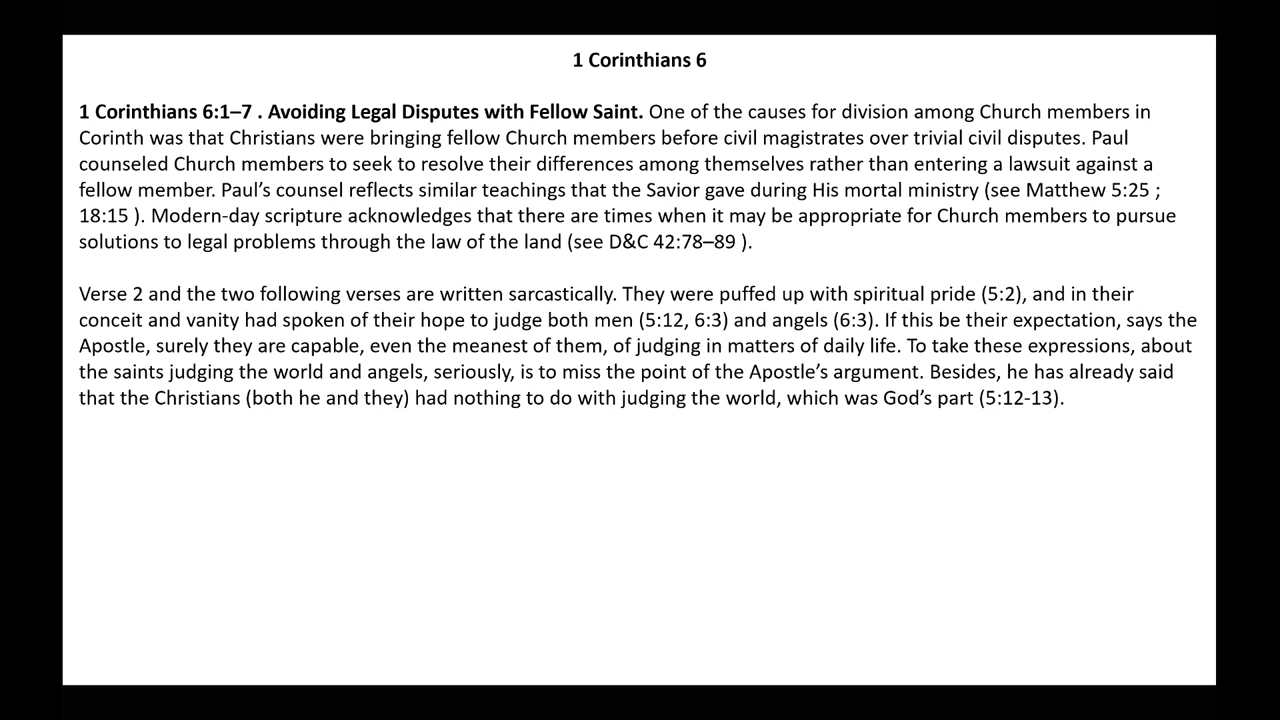 1 Corinthians 6
1 Corinthians 6:1–7 . Avoiding Legal Disputes with Fellow Saint. One of the causes for division among Church members in
Corinth was that Christians were bringing fellow Church members before civil magistrates over trivial civil disputes. Paul
counseled Church members to seek to resolve their differences among themselves rather than entering a lawsuit against a
fellow member. Paul’s counsel reflects similar teachings that the Savior gave during His mortal ministry (see Matthew 5:25 ;
18:15 ). Modern-day scripture acknowledges that there are times when it may be appropriate for Church members to pursue
solutions to legal problems through the law of the land (see D&C 42:78–89 ).
Verse 2 and the two following verses are written sarcastically. They were puffed up with spiritual pride (5:2), and in their
conceit and vanity had spoken of their hope to judge both men (5:12, 6:3) and angels (6:3). If this be their expectation, says the
Apostle, surely they are capable, even the meanest of them, of judging in matters of daily life. To take these expressions, about
the saints judging the world and angels, seriously, is to miss the point of the Apostle’s argument. Besides, he has already said
that the Christians (both he and they) had nothing to do with judging the world, which was God’s part (5:12-13).